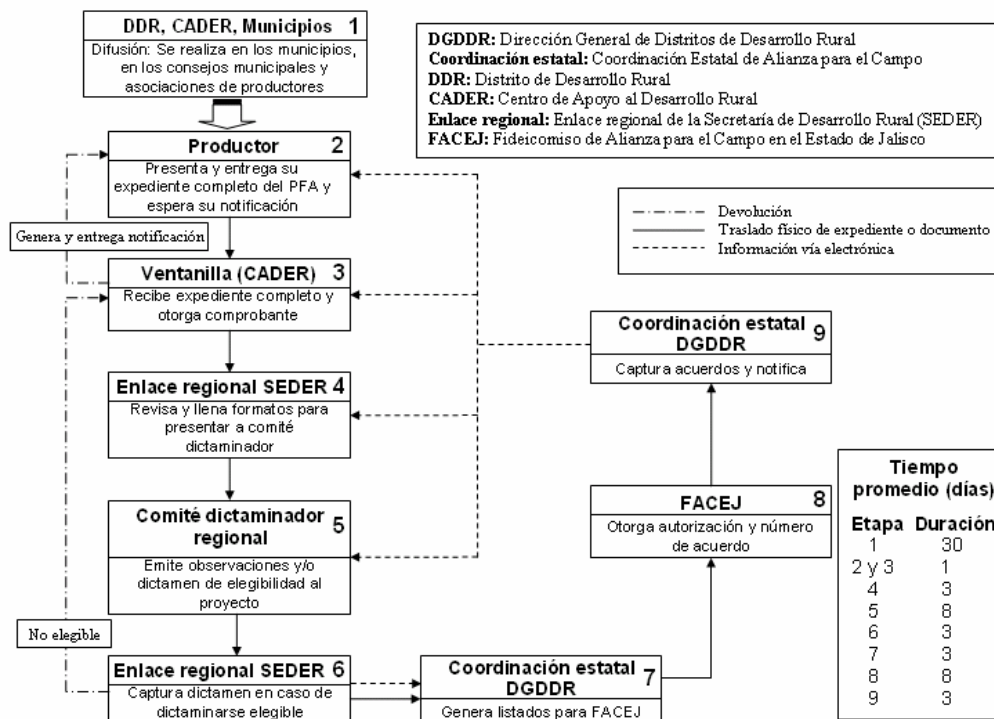 DDR, CADER, Municipios 1
Difusión: Se realiza en los municipios,
en los consejos municipales y
asociaciones de productores
DGDDR: Dirección General de Distritos de Desarrollo Rural
Coordinación estatal: Coordinación Estatal de Alianza para el Campo
DDR: Distrito de Desarrollo Rural
CADER: Centro de Apoyo al Desarrollo Rural
Enlace regional: Enlace regional de la Secretaría de Desarrollo Rural (SEDER)
FACEJ: Fideicomiso de Alianza para el Campo en el Estado de Jalisco
Productor 2
Presenta y entrega su
expediente completo del PFA y
espera su notificación
Devolución
Traslado físico de expediente o documento
Información vía electrónica
Genera y entrega notificación
Ventanilla (CADER) 3
Recibe expediente completo y
otorga comprobante
Enlace regional SEDER 4
Revisa y llena formatos para
presentar a comité
dictaminador
Comité dictaminador
regional 5
Emite observaciones y/o
dictamen de elegibilidad al
proyecto
No elegible
Enlace regional SEDER 6
Captura dictamen en caso de
dictaminarse elegible
Coordinación estatal
DGDDR 7
Genera listados para FACEJ
FACEJ 8
Otorga autorización y número
de acuerdo
Coordinación estatal
DGDDR 9
Captura acuerdos y notifica
Tiempo
promedio (días)
Etapa Duración
1 30
2 y 3 1
4 3
5 8
6 3
7 3
8 8
9 3